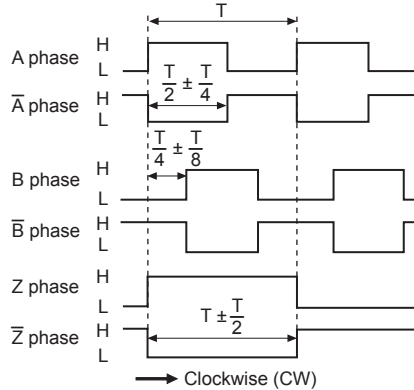 T
A phase H
L
T/2 ± T/4
A̅ phase H
L
T/4 ± T/8
B phase H
L
B̅ phase H
L
Z phase H
L
T ± T/2
Z̅ phase H
L
Clockwise (CW)